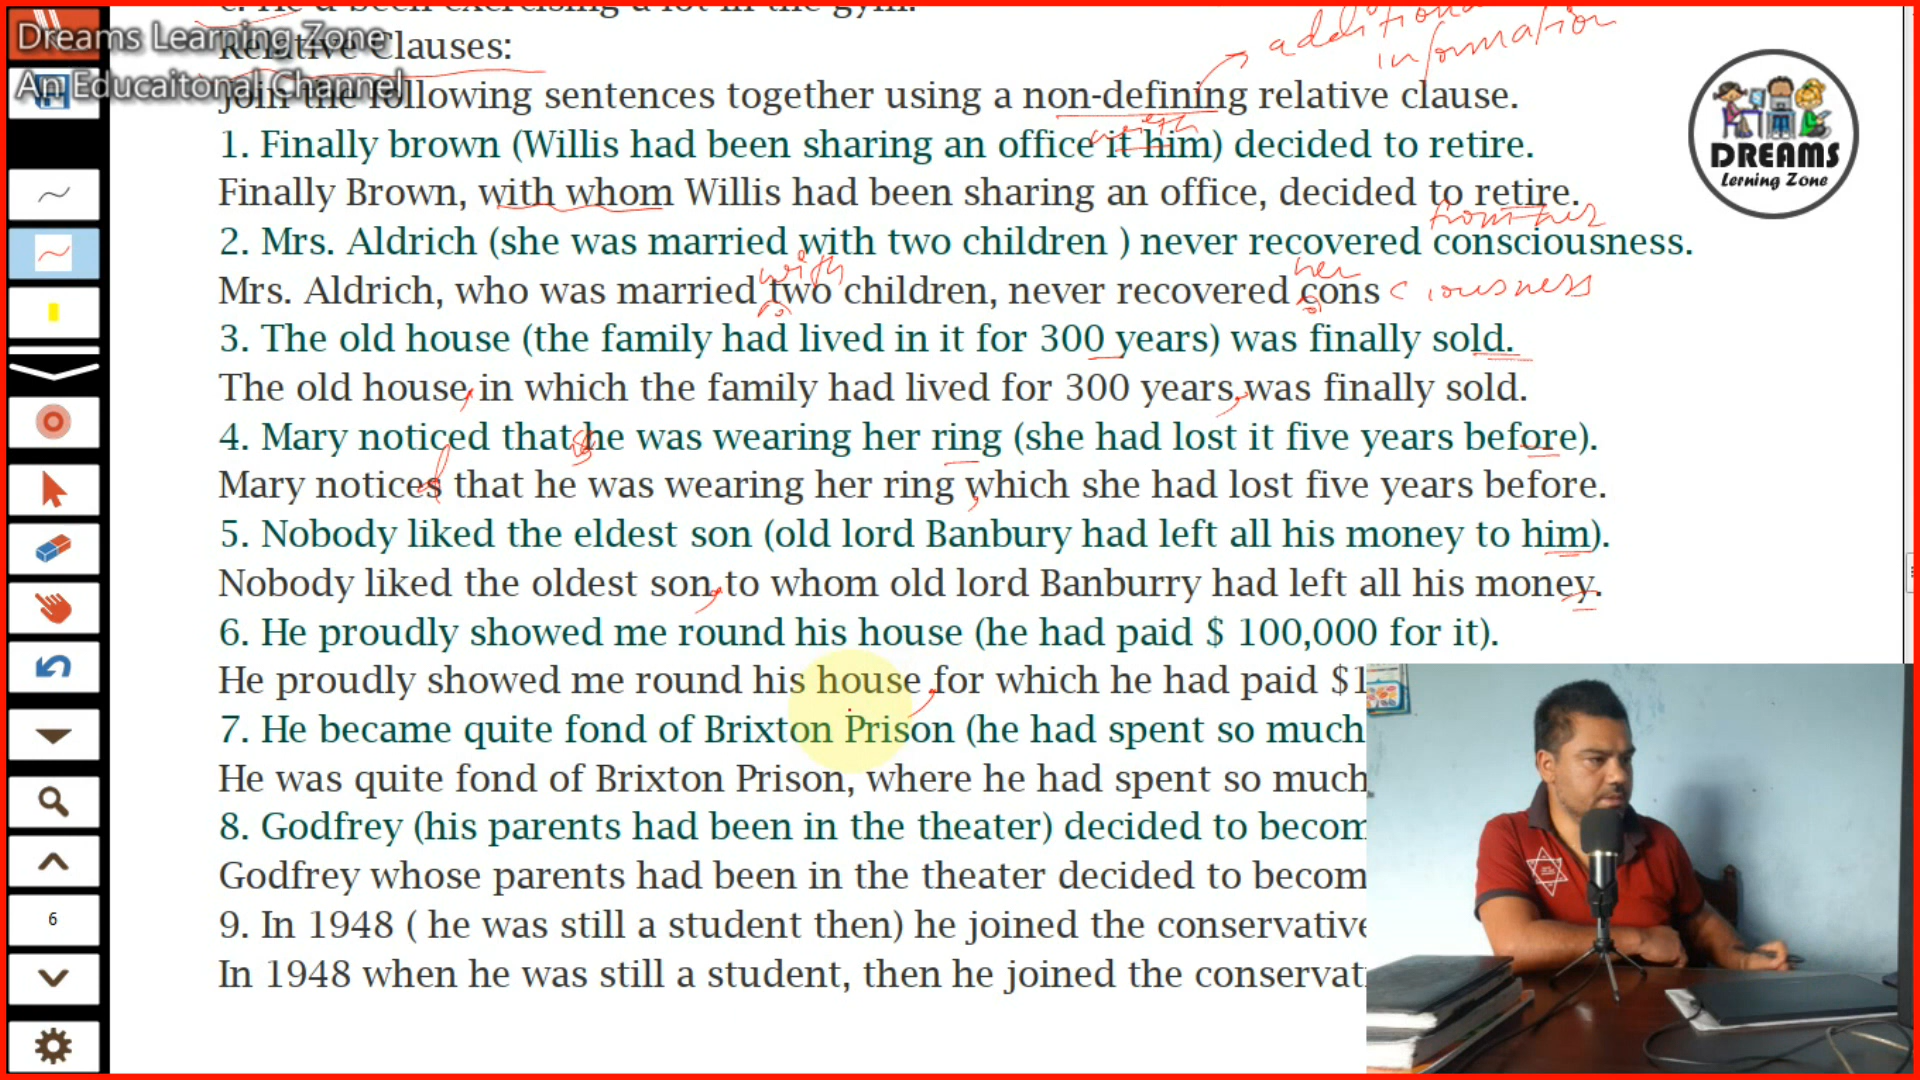 e. He'd been exercising a lot in the gym.
Dreams Learning Zone
An Educaitonal Channel
Relative Clauses:
additional
information
Join the following sentences together using a non-defining relative clause.
with
1. Finally brown (Willis had been sharing an office it him) decided to retire.
Finally Brown, with whom Willis had been sharing an office, decided to retire.
from her
2. Mrs. Aldrich (she was married with two children ) never recovered consciousness.
with her
Mrs. Aldrich, who was married two children, never recovered cons ciousness
3. The old house (the family had lived in it for 300 years) was finally sold.
The old house, in which the family had lived for 300 years, was finally sold.
4. Mary noticed that he was wearing her ring (she had lost it five years before).
d
Mary notices that he was wearing her ring, which she had lost five years before.
5. Nobody liked the eldest son (old lord Banbury had left all his money to him).
Nobody liked the oldest son, to whom old lord Banburry had left all his money.
6. He proudly showed me round his house (he had paid $ 100,000 for it).
He proudly showed me round his house, for which he had paid $1
7. He became quite fond of Brixton Prison (he had spent so much
He was quite fond of Brixton Prison, where he had spent so much
8. Godfrey (his parents had been in the theater) decided to becom
Godfrey whose parents had been in the theater decided to becom
9. In 1948 ( he was still a student then) he joined the conservative
In 1948 when he was still a student, then he joined the conservat
6
DREAMS
Lerning Zone